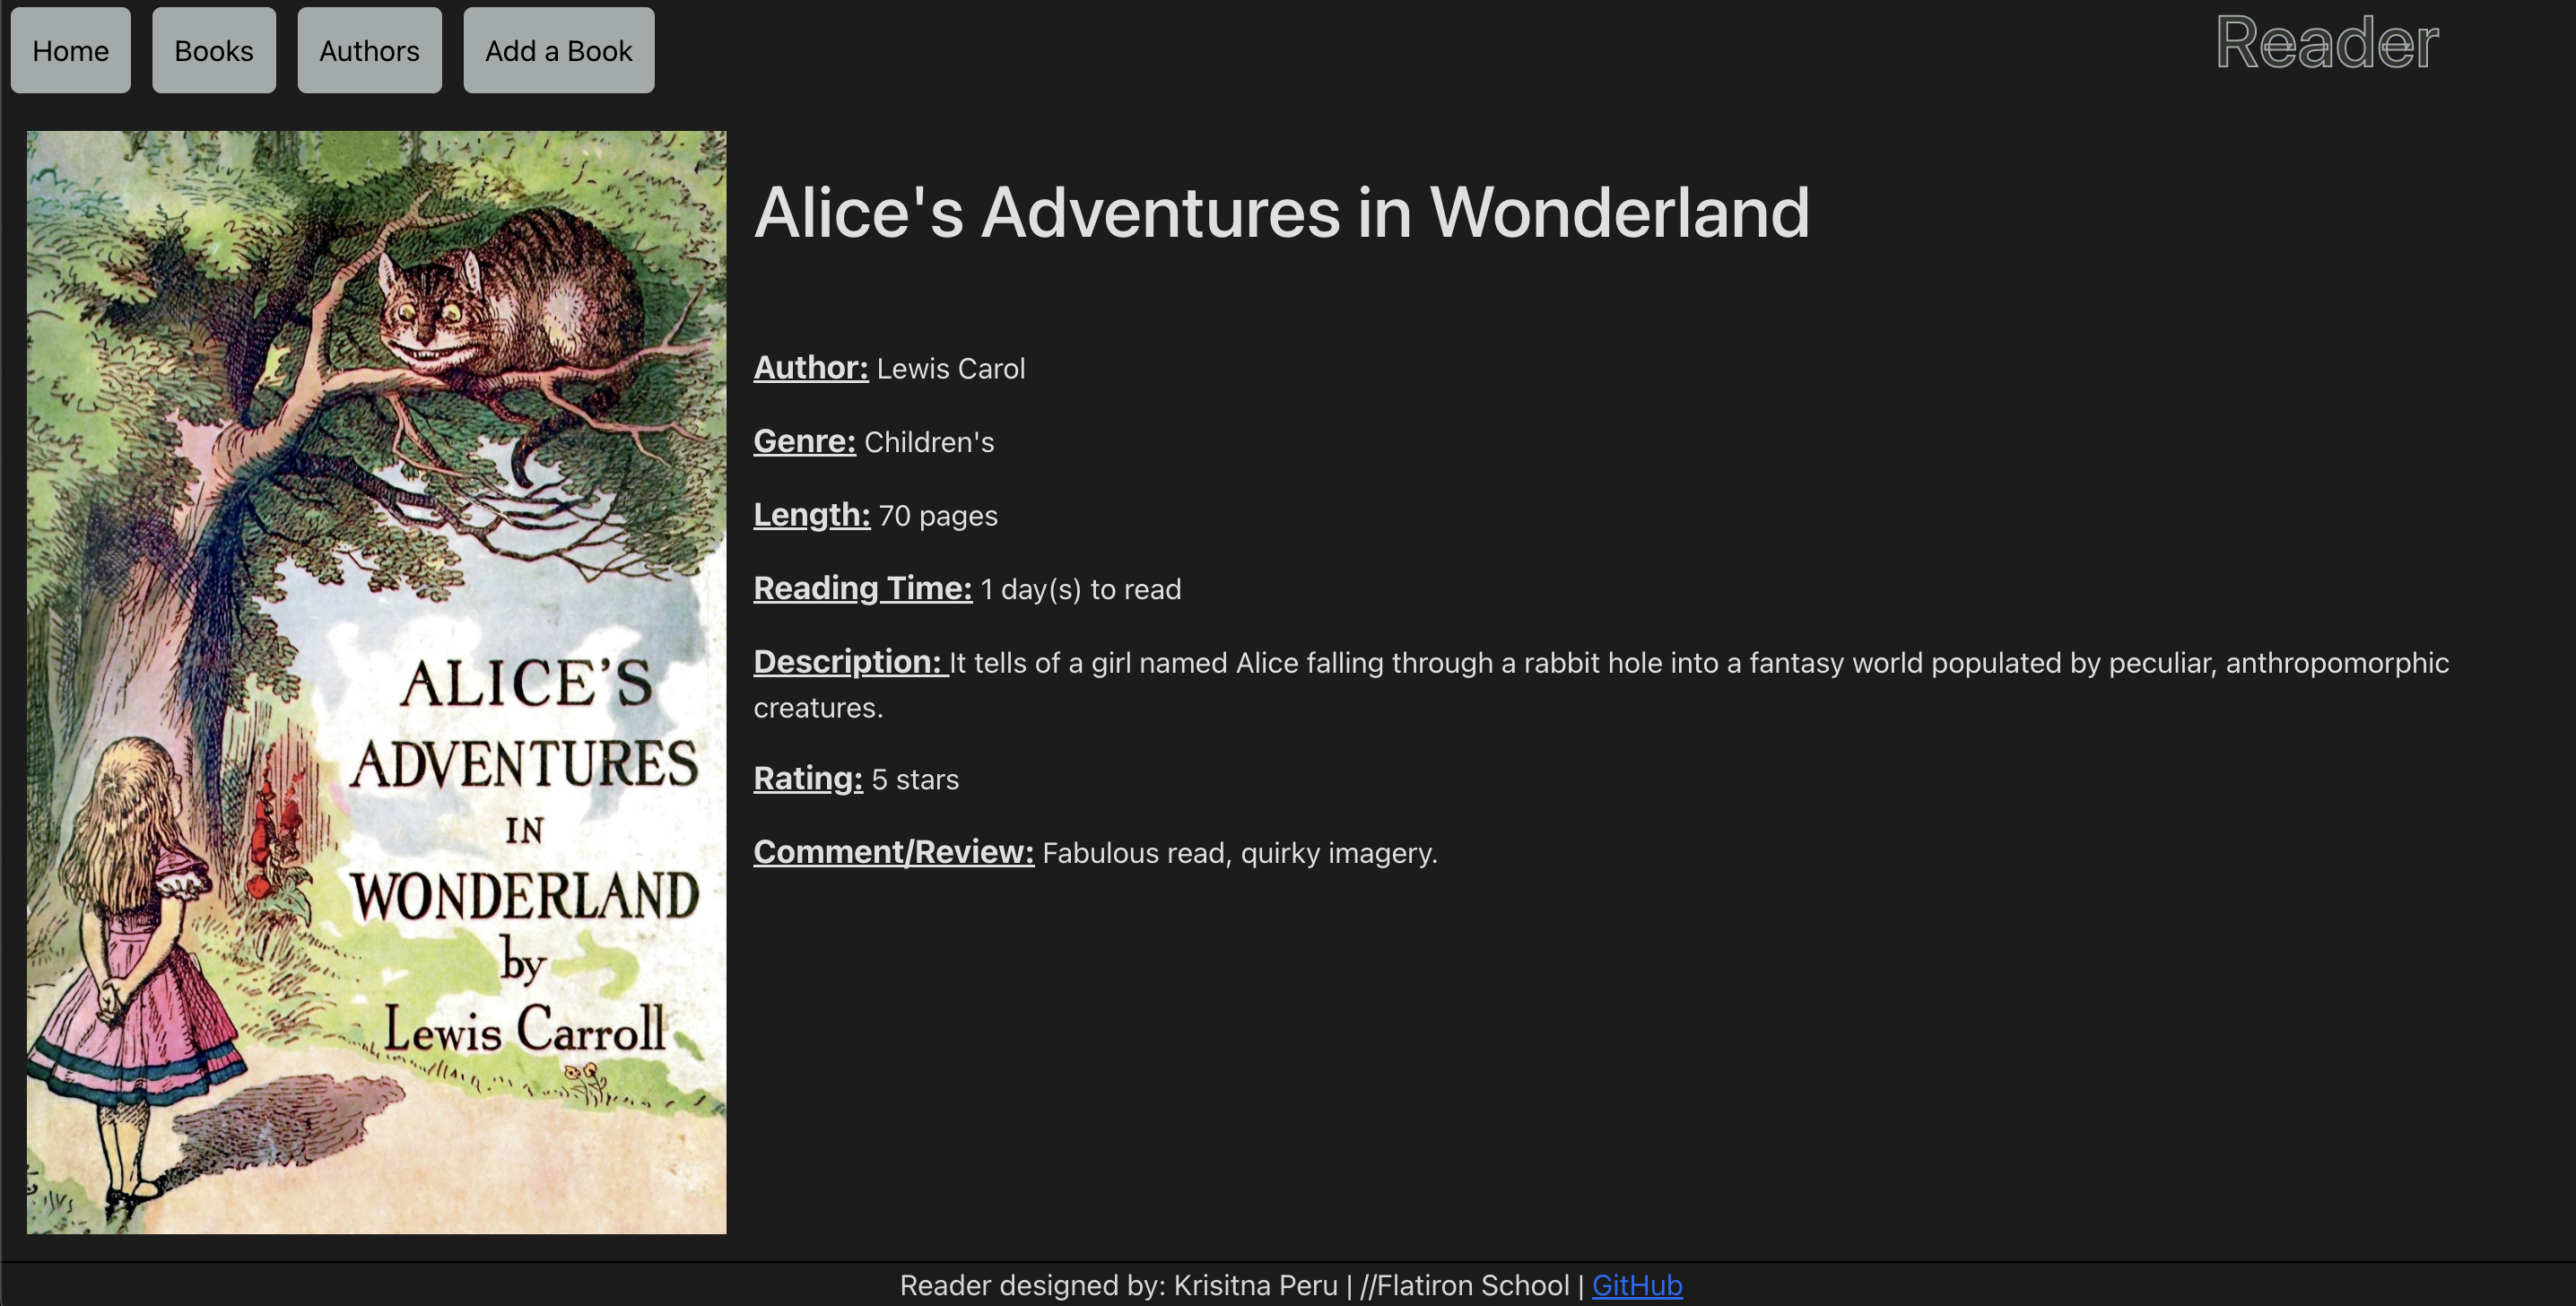 Home Books Authors Add a Book Reader
ALICE'S
ADVENTURES
IN
WONDERLAND
by
Lewis Carroll
Alice's Adventures in Wonderland
Author: Lewis Carol
Genre: Children's
Length: 70 pages
Reading Time: 1 day(s) to read
Description: It tells of a girl named Alice falling through a rabbit hole into a fantasy world populated by peculiar, anthropomorphic
creatures.
Rating: 5 stars
Comment/Review: Fabulous read, quirky imagery.
Reader designed by: Krisitna Peru | //Flatiron School | GitHub